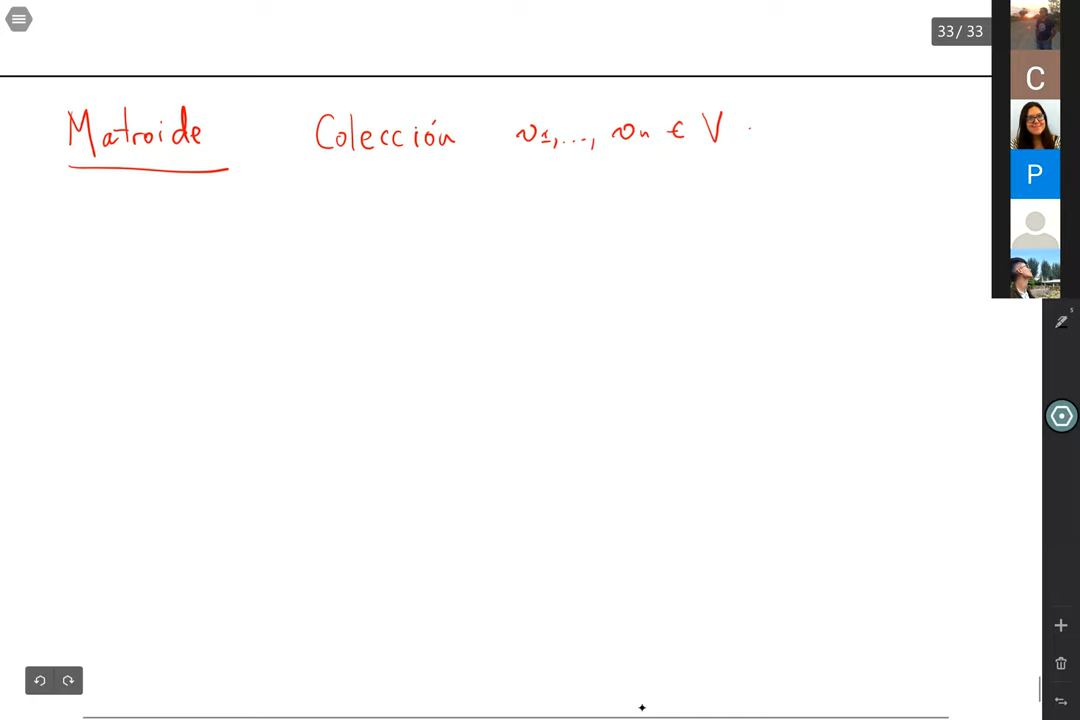 33/33
Matroide Colección v₁,..., vₙ ∈ V
C
P
s